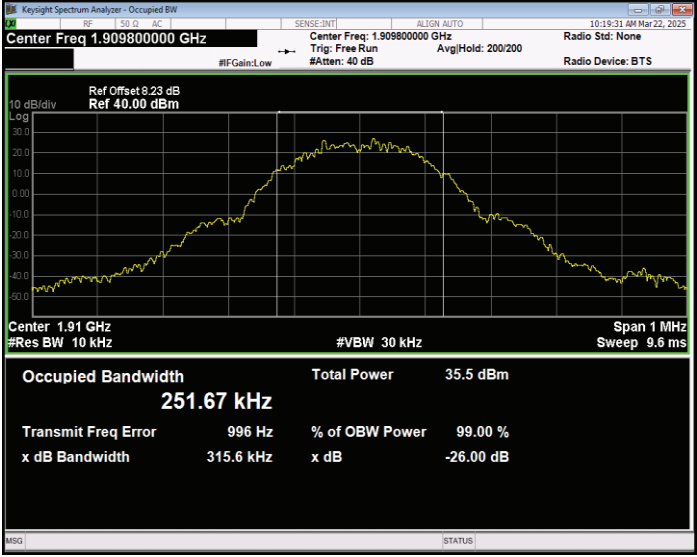 Keysight Spectrum Analyzer - Occupied BW
RF 50 Ω AC SENSE:INT ALIGN AUTO 10:19:31 AM Mar 22, 2025
Center Freq 1.909800000 GHz Center Freq: 1.909800000 GHz Radio Std: None
Trig: Free Run Avg|Hold: 200/200
#IFGain:Low #Atten: 40 dB Radio Device: BTS
Ref Offset 8.23 dB
10 dB/div Ref 40.00 dBm
Log
30.0
20.0
10.0
0.00
-10.0
-20.0
-30.0
-40.0
-50.0
Center 1.91 GHz Span 1 MHz
#Res BW 10 kHz #VBW 30 kHz Sweep 9.6 ms
Occupied Bandwidth Total Power 35.5 dBm
251.67 kHz
Transmit Freq Error 996 Hz % of OBW Power 99.00 %
x dB Bandwidth 315.6 kHz x dB -26.00 dB
MSG STATUS